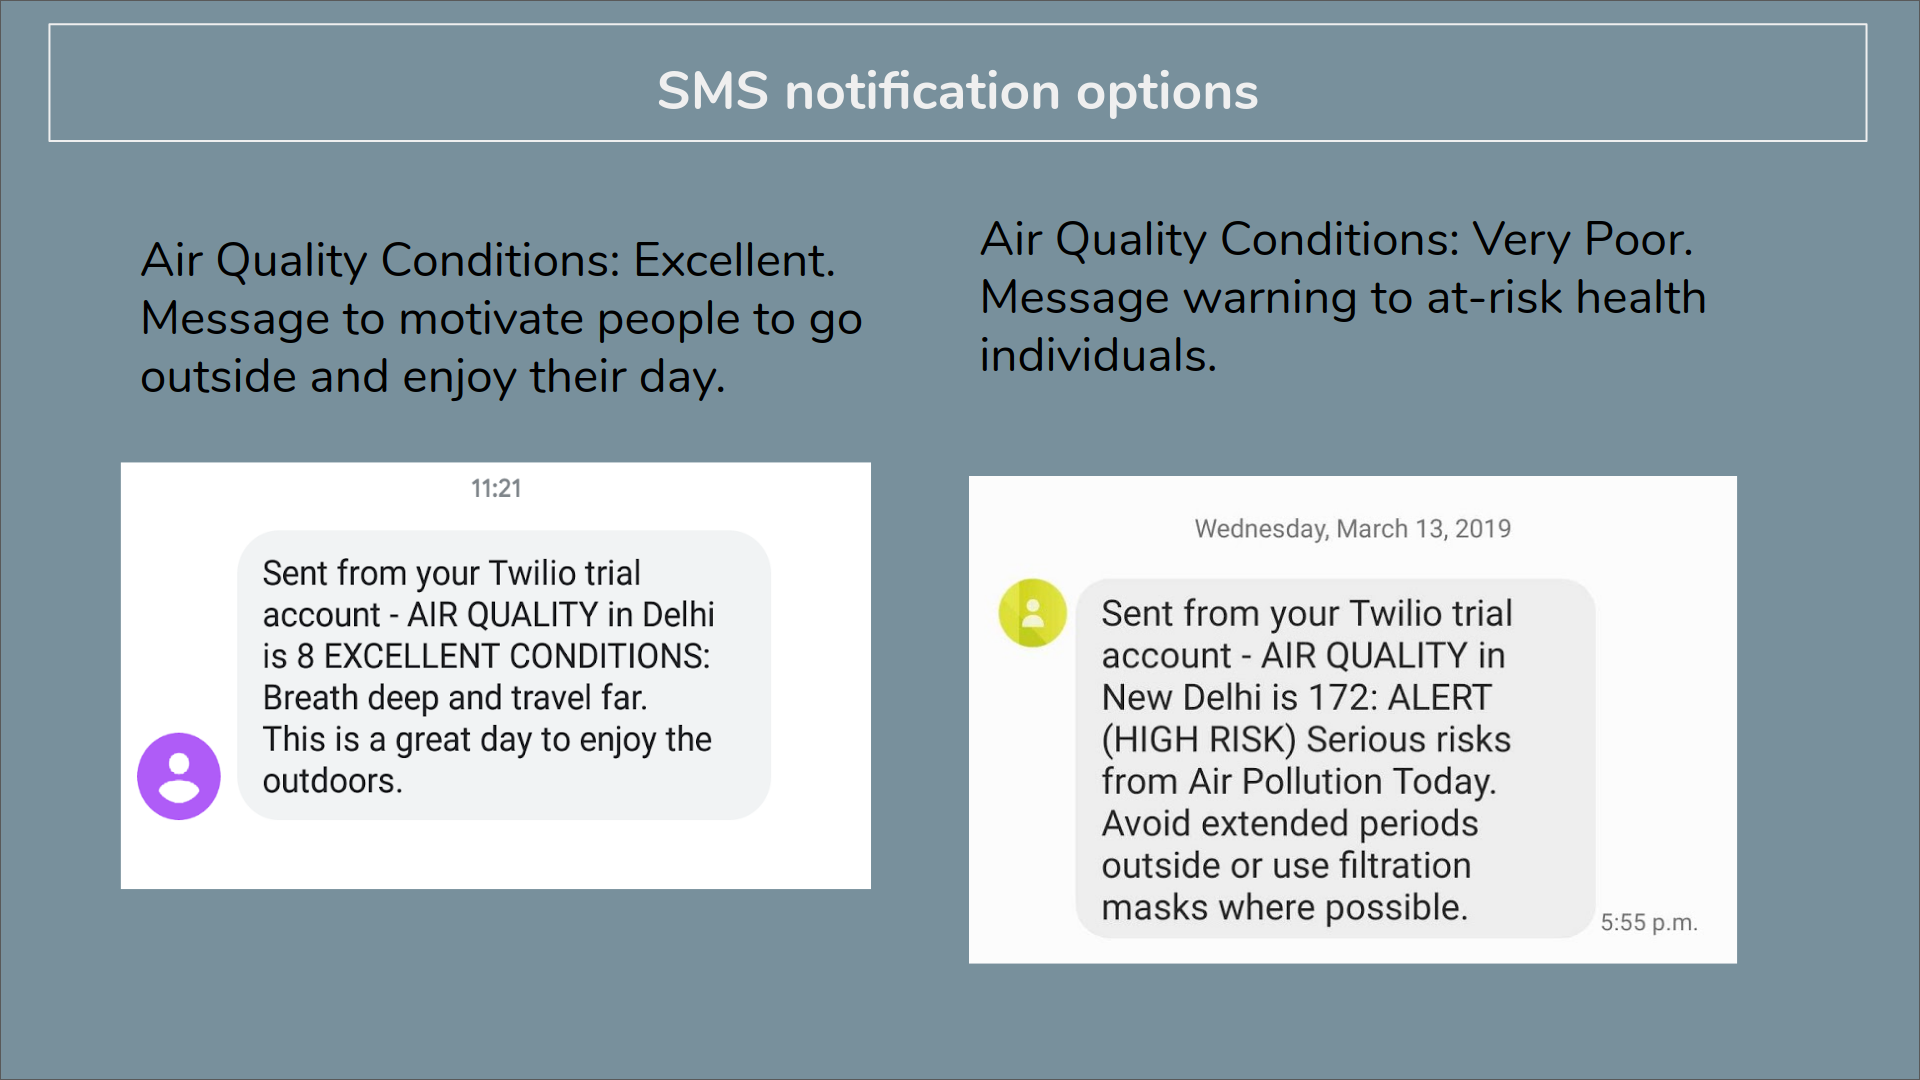 SMS notification options
Air Quality Conditions: Excellent.
Message to motivate people to go
outside and enjoy their day.
Air Quality Conditions: Very Poor.
Message warning to at-risk health
individuals.
11:21
Sent from your Twilio trial
account - AIR QUALITY in Delhi
is 8 EXCELLENT CONDITIONS:
Breath deep and travel far.
This is a great day to enjoy the
outdoors.
Wednesday, March 13, 2019
Sent from your Twilio trial
account - AIR QUALITY in
New Delhi is 172: ALERT
(HIGH RISK) Serious risks
from Air Pollution Today.
Avoid extended periods
outside or use filtration
masks where possible.
5:55 p.m.